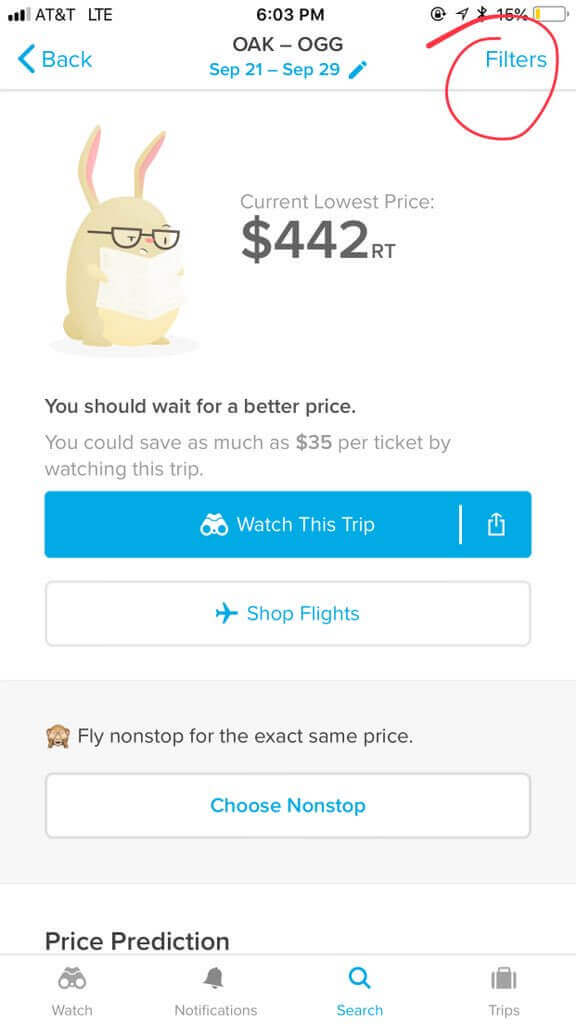 AT&T LTE 6:03 PM 15%
Back OAK – OGG Filters
Sep 21 – Sep 29
Current Lowest Price:
$442 RT
You should wait for a better price.
You could save as much as $35 per ticket by
watching this trip.
Watch This Trip
Shop Flights
Fly nonstop for the exact same price.
Choose Nonstop
Price Prediction
Watch Notifications Search Trips